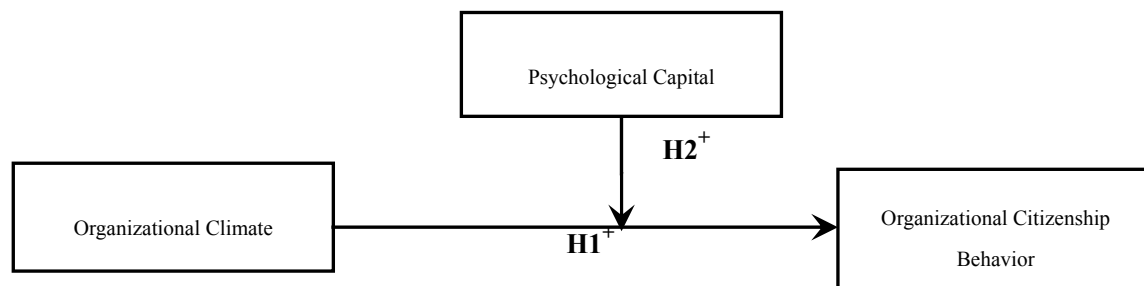 Psychological Capital
H2+
Organizational Climate
H1+
Organizational Citizenship
Behavior